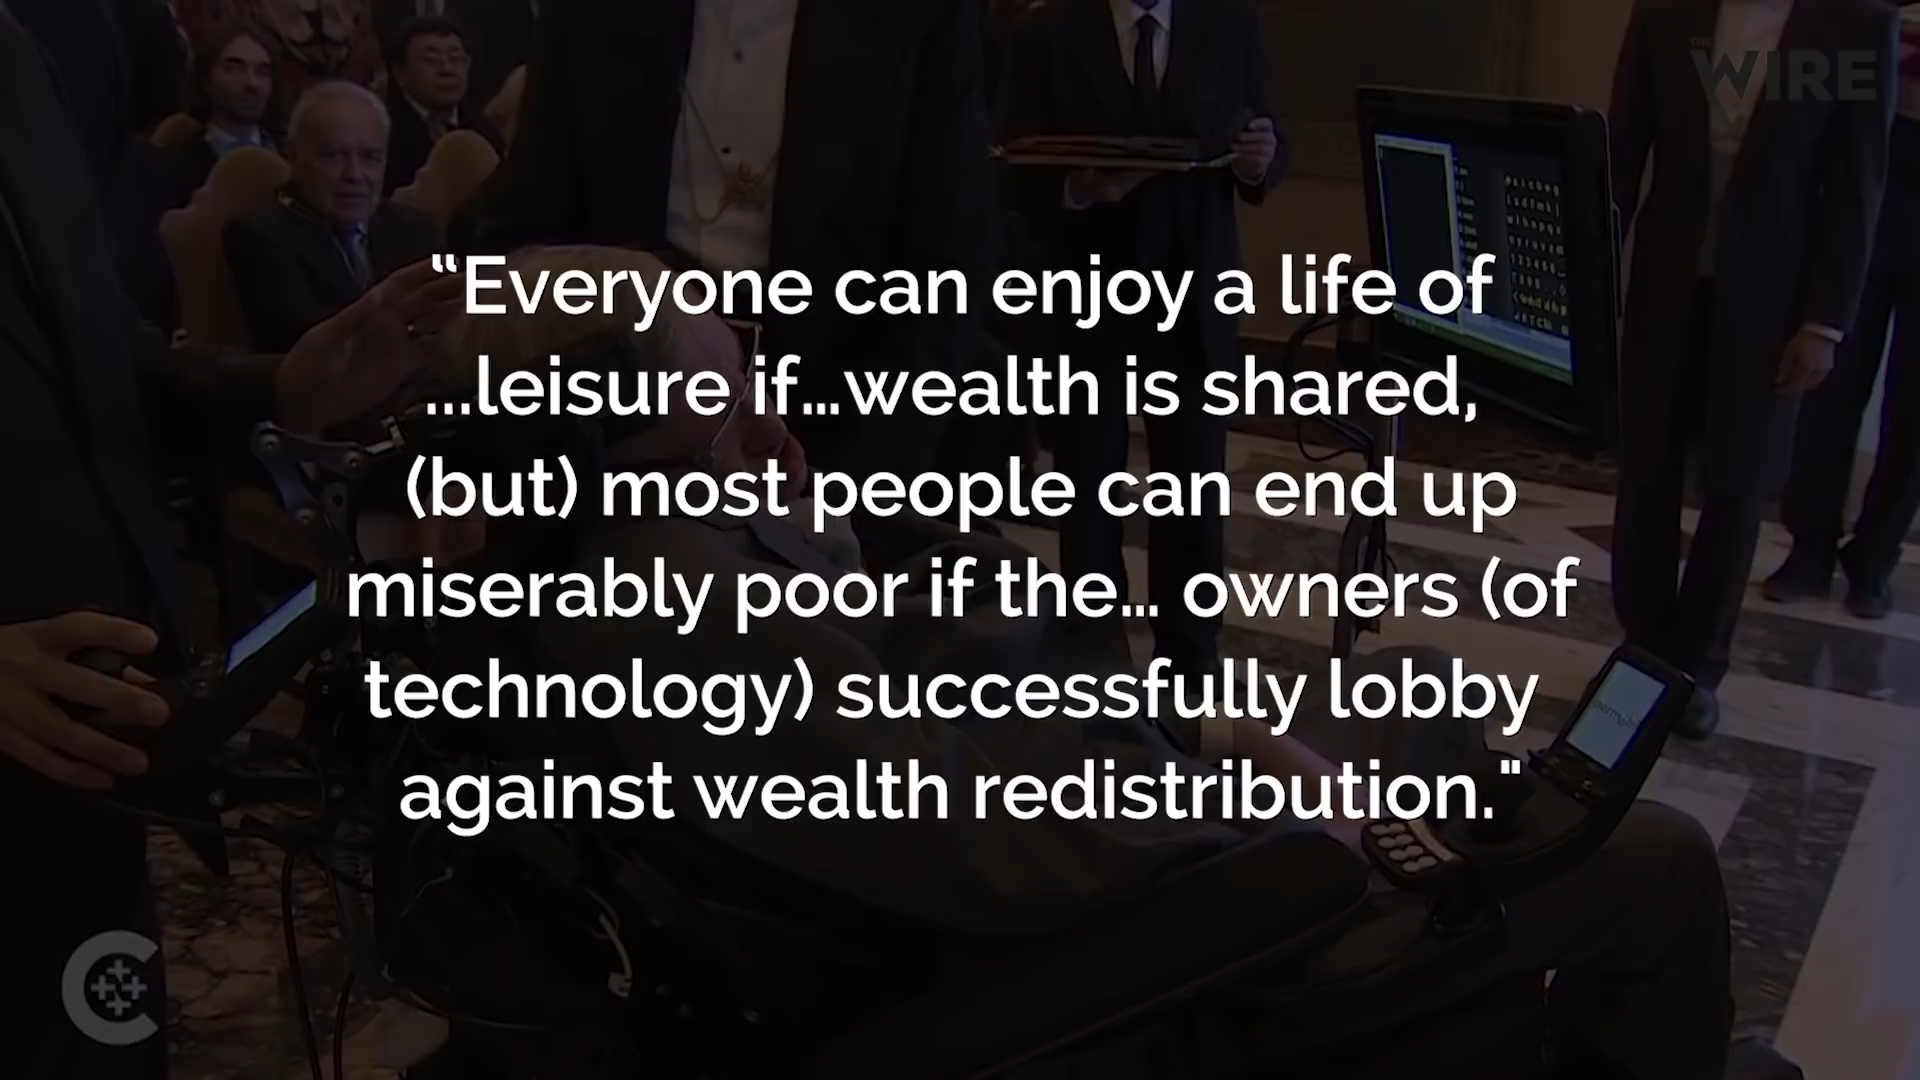 THE
WIRE
“Everyone can enjoy a life of
...leisure if...wealth is shared,
(but) most people can end up
miserably poor if the... owners (of
technology) successfully lobby
against wealth redistribution."